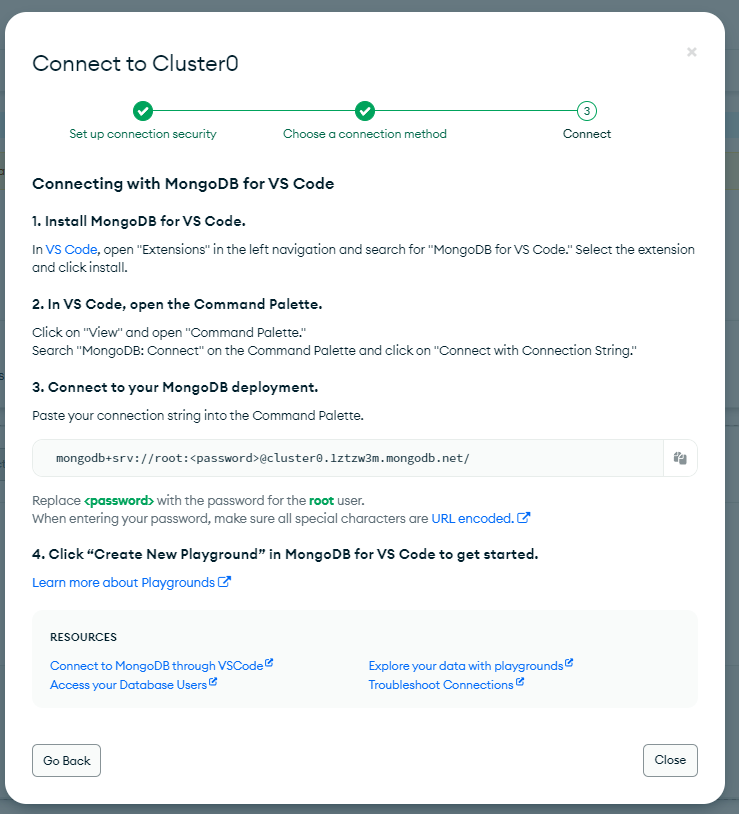 Connect to Cluster0
Set up connection security
Choose a connection method
3
Connect
Connecting with MongoDB for VS Code
1. Install MongoDB for VS Code.
In VS Code, open "Extensions" in the left navigation and search for "MongoDB for VS Code." Select the extension
and click install.
2. In VS Code, open the Command Palette.
Click on "View" and open "Command Palette."
Search "MongoDB: Connect" on the Command Palette and click on "Connect with Connection String."
3. Connect to your MongoDB deployment.
Paste your connection string into the Command Palette.
mongodb+srv://root:<password>@cluster0.1ztzw3m.mongodb.net/
Replace <password> with the password for the root user.
When entering your password, make sure all special characters are URL encoded.
4. Click “Create New Playground” in MongoDB for VS Code to get started.
Learn more about Playgrounds
RESOURCES
Connect to MongoDB through VSCode
Explore your data with playgrounds
Access your Database Users
Troubleshoot Connections
Go Back
Close